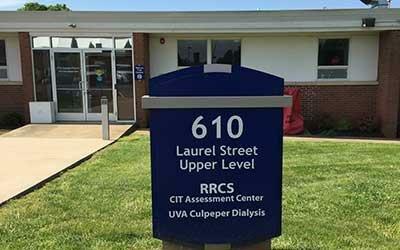 610
Laurel Street
Upper Level
RRCS
CIT Assessment Center
UVA Culpeper Dialysis